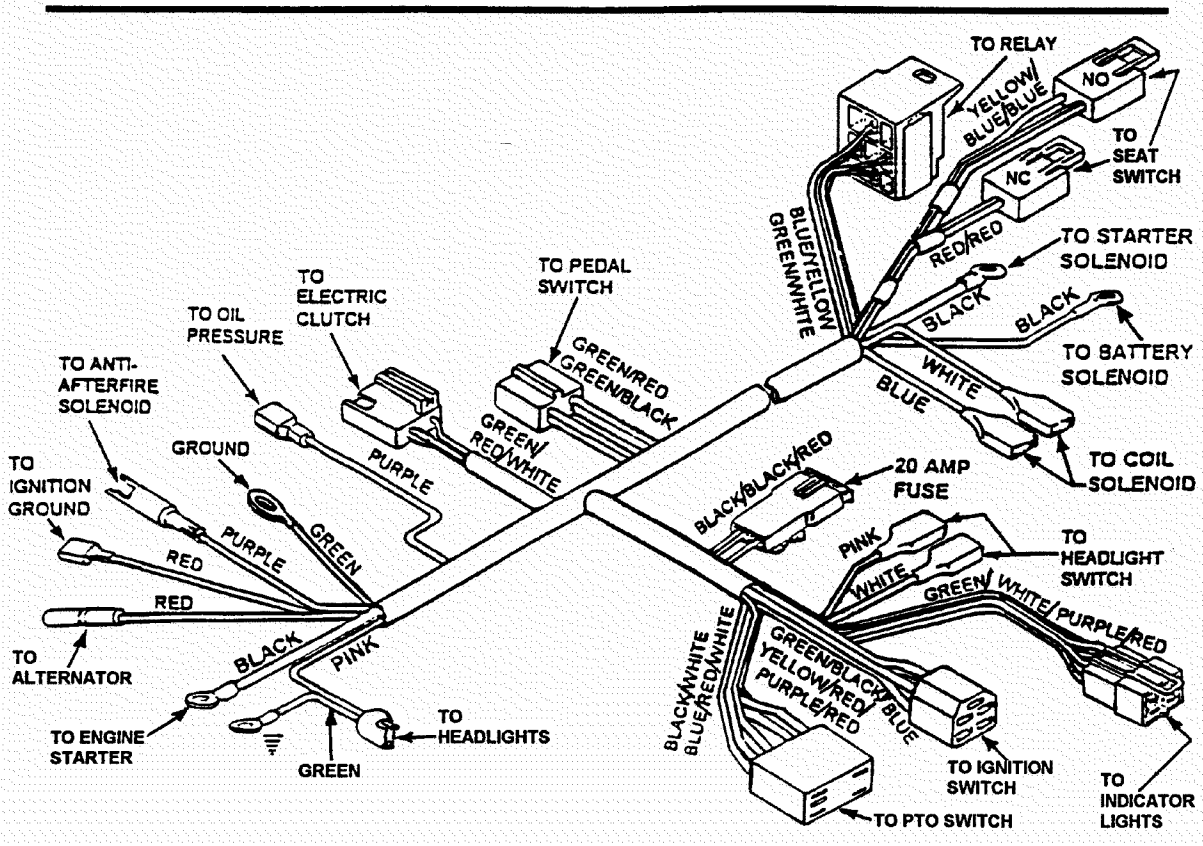 TO RELAY
YELLOW/
BLUE/BLUE
NO
TO
SEAT
SWITCH
NC
RED/RED
BLUE/YELLOW
GREEN/WHITE
TO STARTER
SOLENOID
BLACK
BLACK
TO BATTERY
SOLENOID
WHITE
BLUE
TO COIL
SOLENOID
TO PEDAL
SWITCH
GREEN/RED
GREEN/BLACK
TO
ELECTRIC
CLUTCH
GREEN/
RED/WHITE
TO OIL
PRESSURE
PURPLE
TO ANTI-
AFTERFIRE
SOLENOID
PURPLE
GROUND
GREEN
TO
IGNITION
GROUND
RED
RED
TO
ALTERNATOR
BLACK
PINK
TO ENGINE
STARTER
GREEN
TO
HEADLIGHTS
BLACK/BLACK/RED
20 AMP
FUSE
PINK
WHITE
TO
HEADLIGHT
SWITCH
GREEN/WHITE/PURPLE/RED
BLACK/WHITE
BLUE/RED/WHITE
GREEN/BLACK/BLUE
YELLOW/RED/
PURPLE/RED
TO IGNITION
SWITCH
TO PTO SWITCH
TO
INDICATOR
LIGHTS